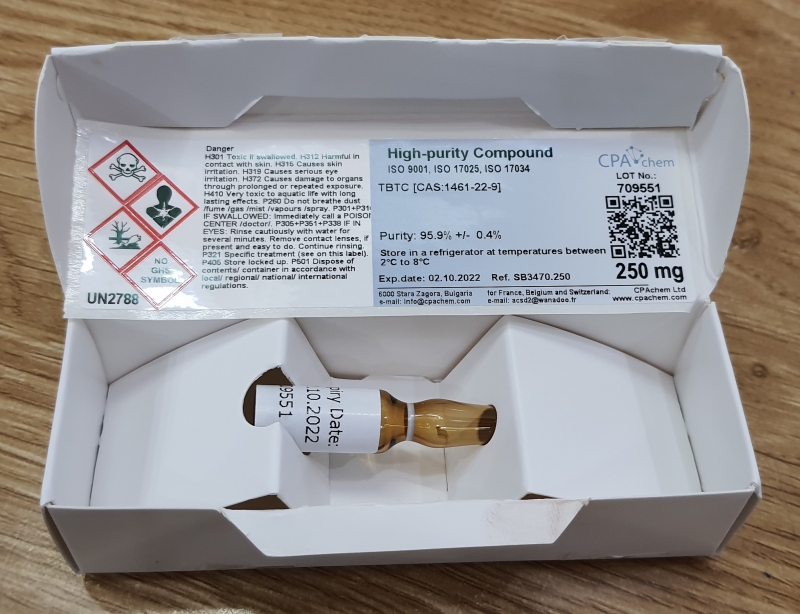 Danger
H301 Toxic if swallowed. H312 Harmful in
contact with skin. H315 Causes skin
irritation. H319 Causes serious eye
irritation. H372 Causes damage to organs
through prolonged or repeated exposure.
H410 Very toxic to aquatic life with long
lasting effects. P260 Do not breathe dust
/fume /gas /mist /vapours /spray. P301+P31
IF SWALLOWED: Immediately call a POISO
CENTER /doctor/. P305+P351+P338 IF IN
EYES: Rinse cautiously with water for
several minutes. Remove contact lenses, if
present and easy to do. Continue rinsing.
P321 Specific treatment (see on this label).
P405 Store locked up. P501 Dispose of
contents/ container in accordance with
local/ regional/ national/ international
regulations.
NO
GHS
SYMBOL
UN2788
High-purity Compound
ISO 9001, ISO 17025, ISO 17034
TBTC [CAS:1461-22-9]
Purity: 95.9% +/- 0.4%
Store in a refrigerator at temperatures between
2°C to 8°C
Exp.date: 02.10.2022 Ref. SB3470.250
6000 Stara Zagora, Bulgaria
e-mail: info@cpachem.com
for France, Belgium and Switzerland:
e-mail: acsd2@wanadoo.fr
CPAchem
LOT No.:
709551
250 mg
CPAchem Ltd
www.cpachem.com
piry Date:
.10.2022
9551